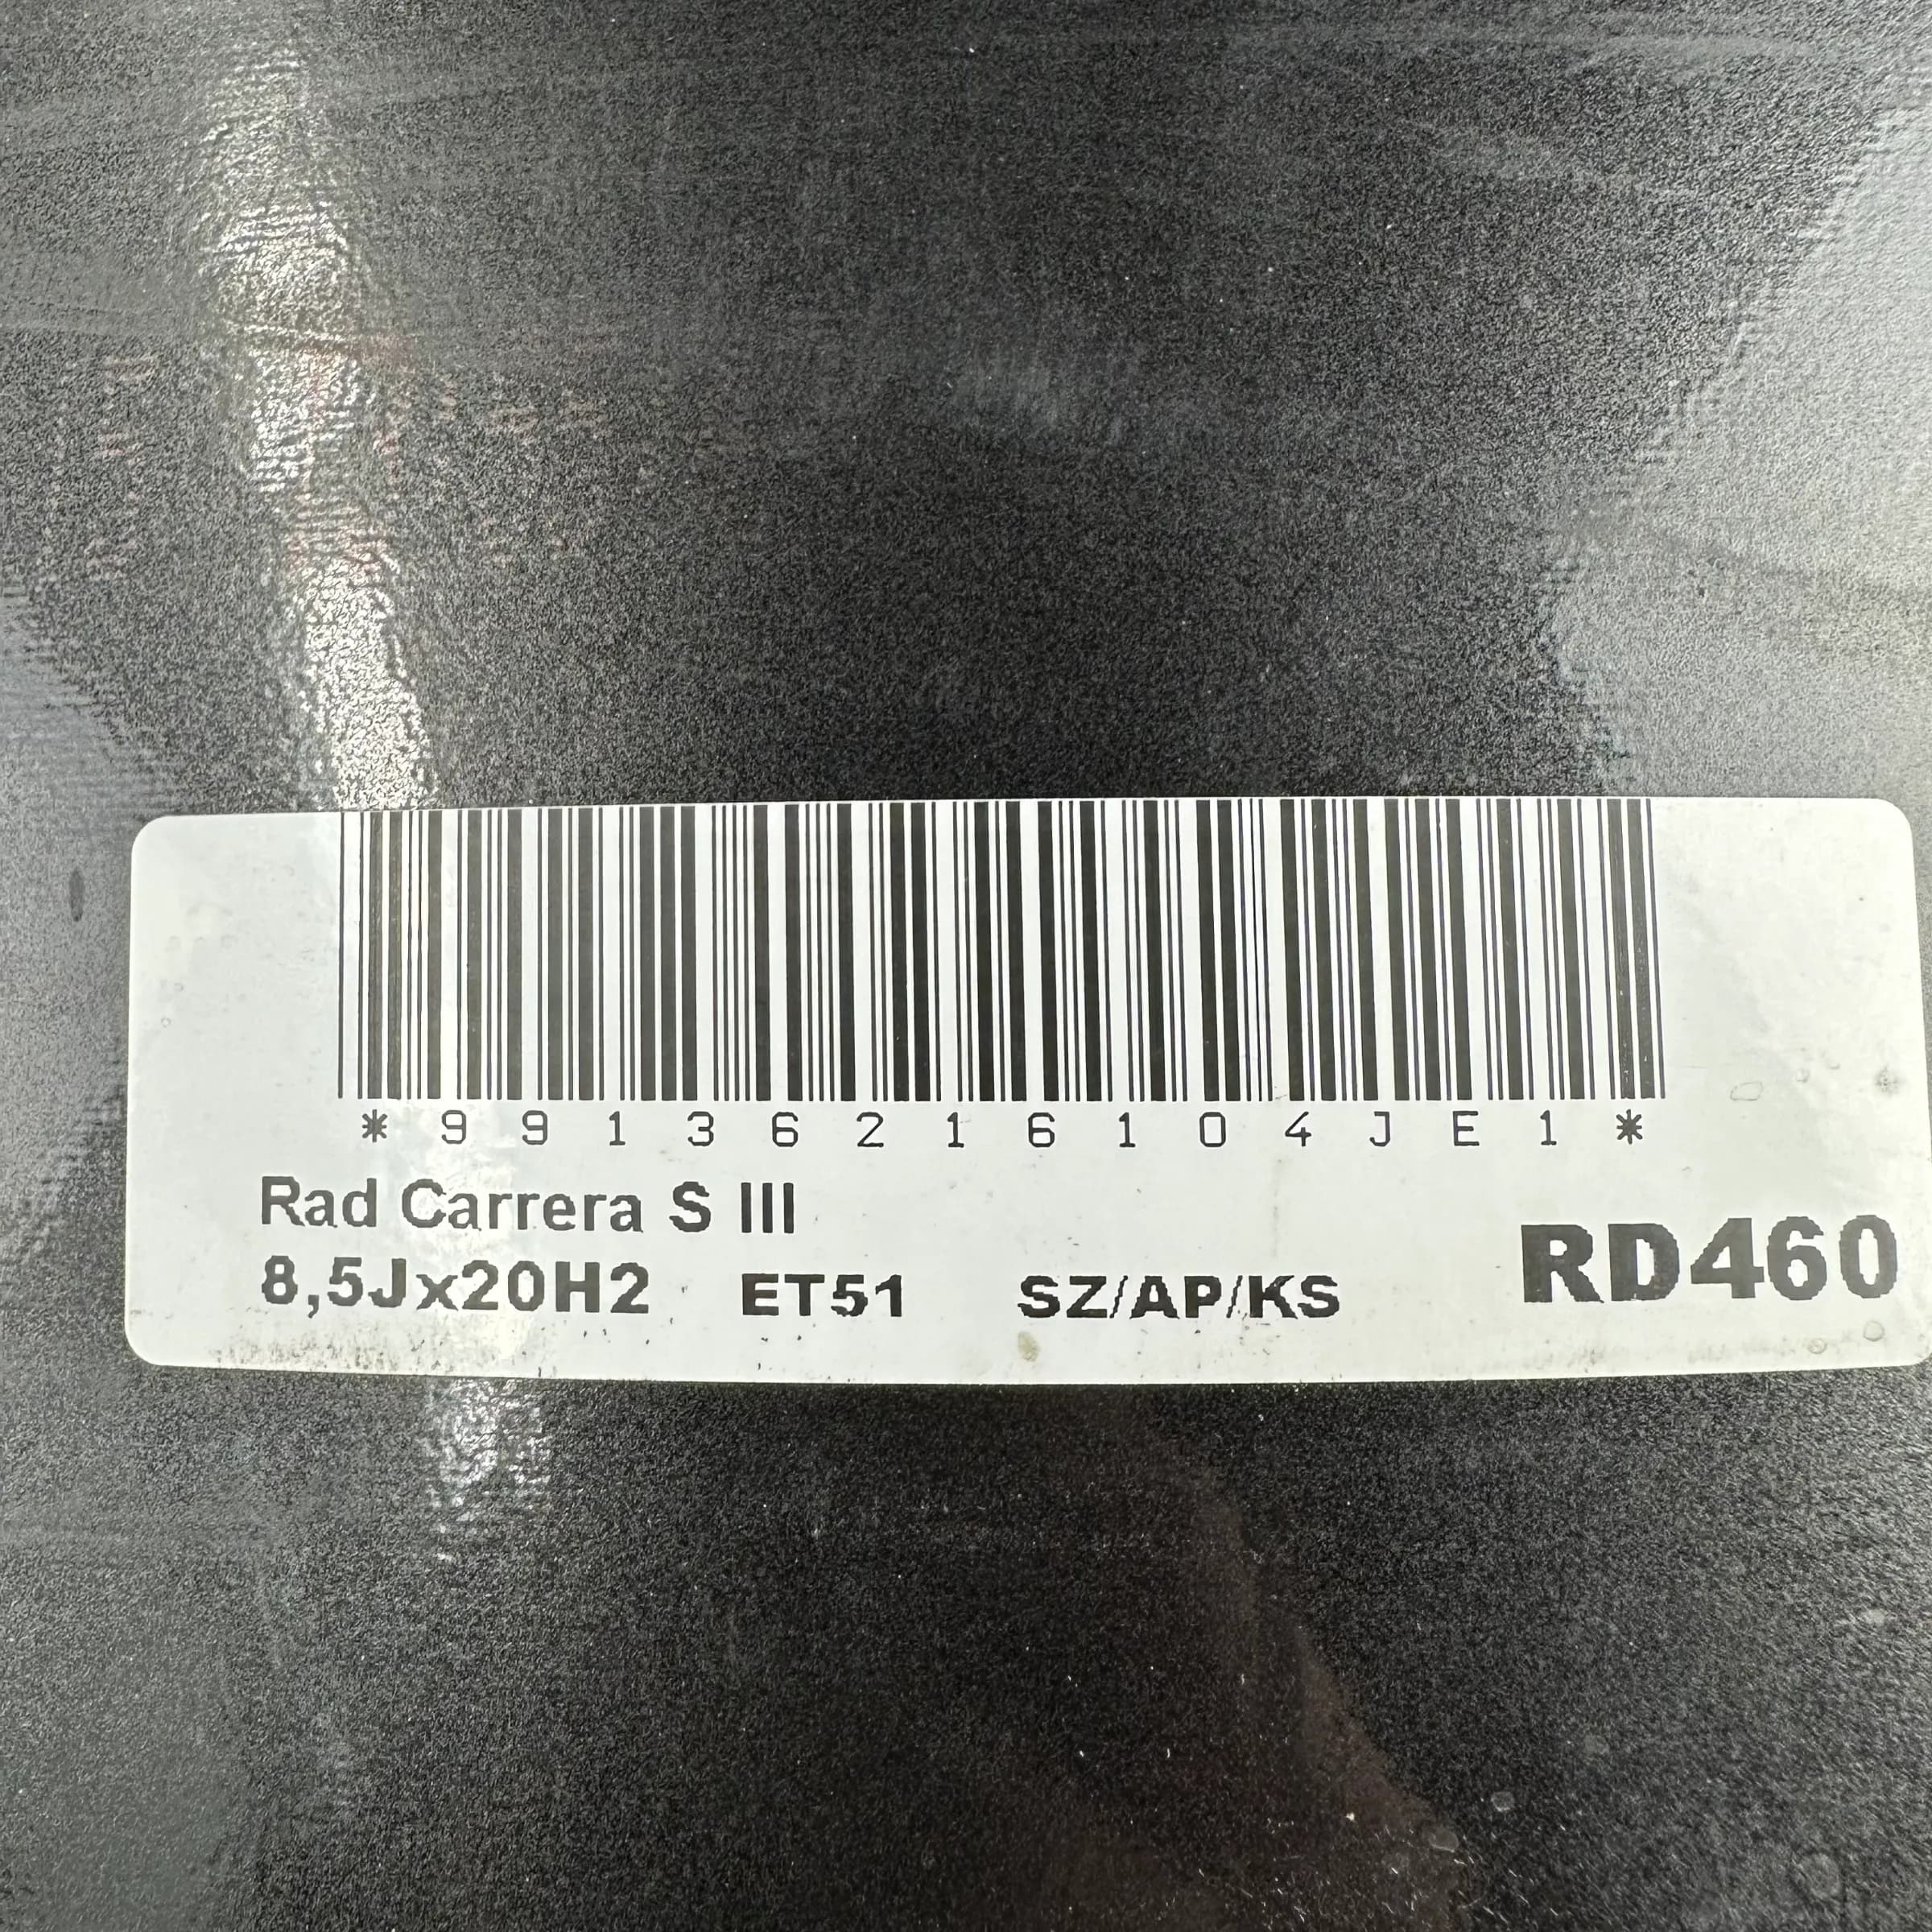 *99136216104JE1*
Rad Carrera S III
8,5Jx20H2 ET51 SZ/AP/KS RD460